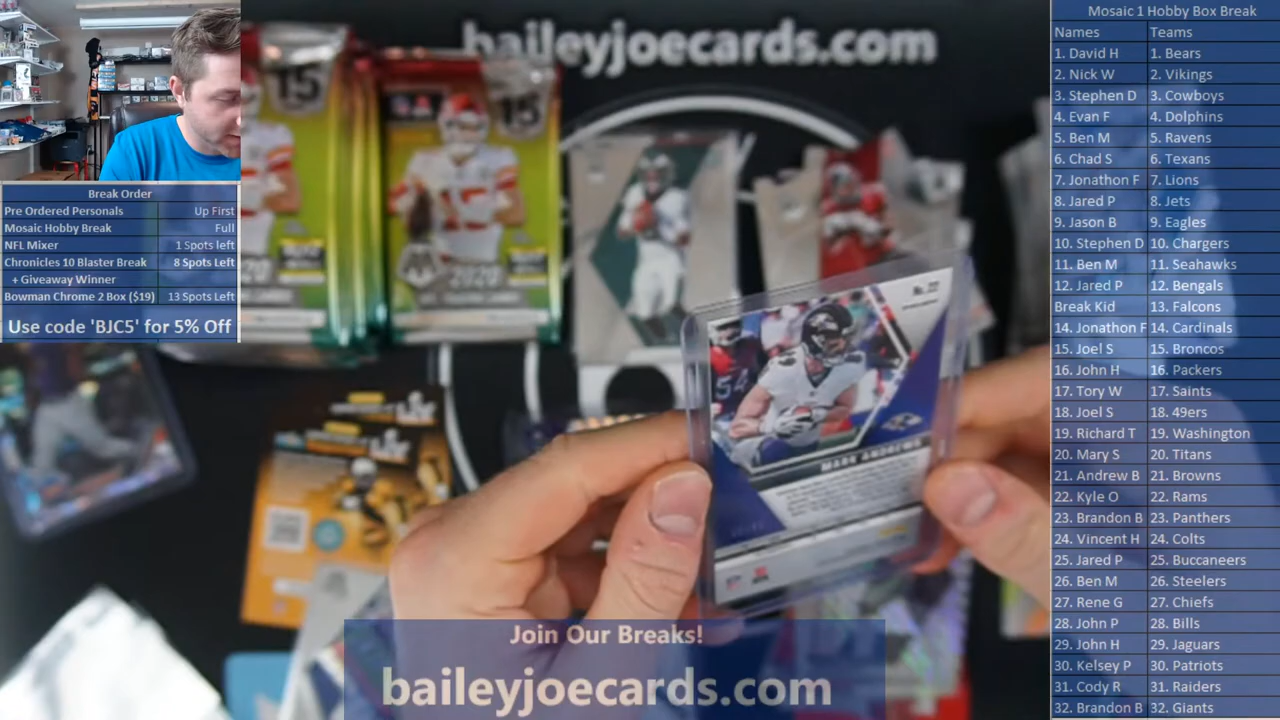 baileyjoecards.com
15
15
2020
Break Order
Pre Ordered Personals Up First
Mosaic Hobby Break Full
NFL Mixer 1 Spots left
Chronicles 10 Blaster Break 8 Spots Left
+ Giveaway Winner
Bowman Chrome 2 Box ($19) 13 Spots Left
Use code 'BJC5' for 5% Off
MARK ANDREWS
54
Join Our Breaks!
baileyjoecards.com
Mosaic 1 Hobby Box Break
Names Teams
1. David H 1. Bears
2. Nick W 2. Vikings
3. Stephen D 3. Cowboys
4. Evan F 4. Dolphins
5. Ben M 5. Ravens
6. Chad S 6. Texans
7. Jonathon F 7. Lions
8. Jared P 8. Jets
9. Jason B 9. Eagles
10. Stephen D 10. Chargers
11. Ben M 11. Seahawks
12. Jared P 12. Bengals
Break Kid 13. Falcons
14. Jonathon F 14. Cardinals
15. Joel S 15. Broncos
16. John H 16. Packers
17. Tory W 17. Saints
18. Joel S 18. 49ers
19. Richard T 19. Washington
20. Mary S 20. Titans
21. Andrew B 21. Browns
22. Kyle O 22. Rams
23. Brandon B 23. Panthers
24. Vincent H 24. Colts
25. Jared P 25. Buccaneers
26. Ben M 26. Steelers
27. Rene G 27. Chiefs
28. John P 28. Bills
29. John H 29. Jaguars
30. Kelsey P 30. Patriots
31. Cody R 31. Raiders
32. Brandon B 32. Giants